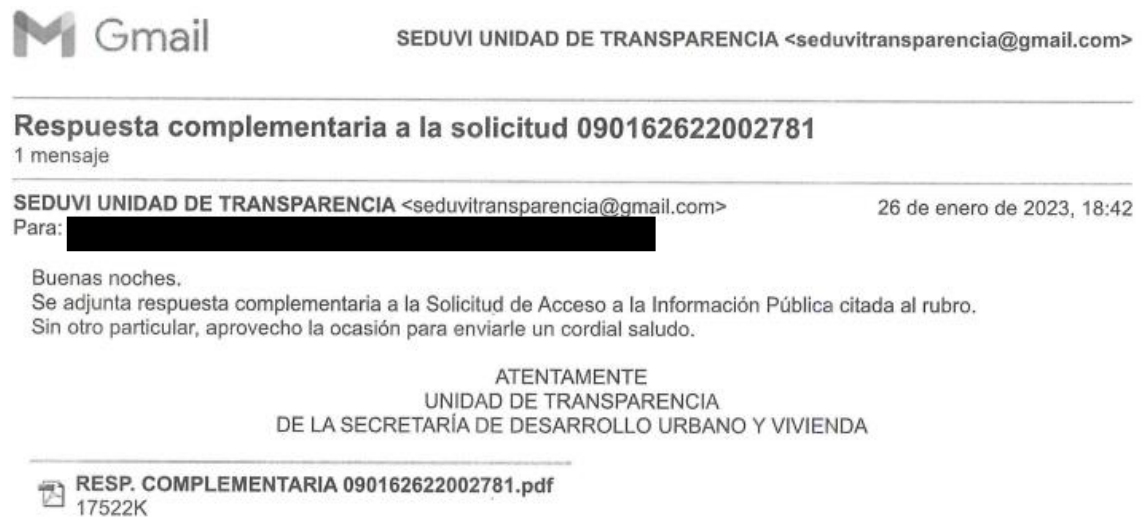 Gmail
SEDUVI UNIDAD DE TRANSPARENCIA <seduvitransparencia@gmail.com>
Respuesta complementaria a la solicitud 090162622002781
1 mensaje
SEDUVI UNIDAD DE TRANSPARENCIA <seduvitransparencia@gmail.com>
26 de enero de 2023, 18:42
Para:
Buenas noches.
Se adjunta respuesta complementaria a la Solicitud de Acceso a la Información Pública citada al rubro.
Sin otro particular, aprovecho la ocasión para enviarle un cordial saludo.
ATENTAMENTE
UNIDAD DE TRANSPARENCIA
DE LA SECRETARÍA DE DESARROLLO URBANO Y VIVIENDA
RESP. COMPLEMENTARIA 090162622002781.pdf
17522K